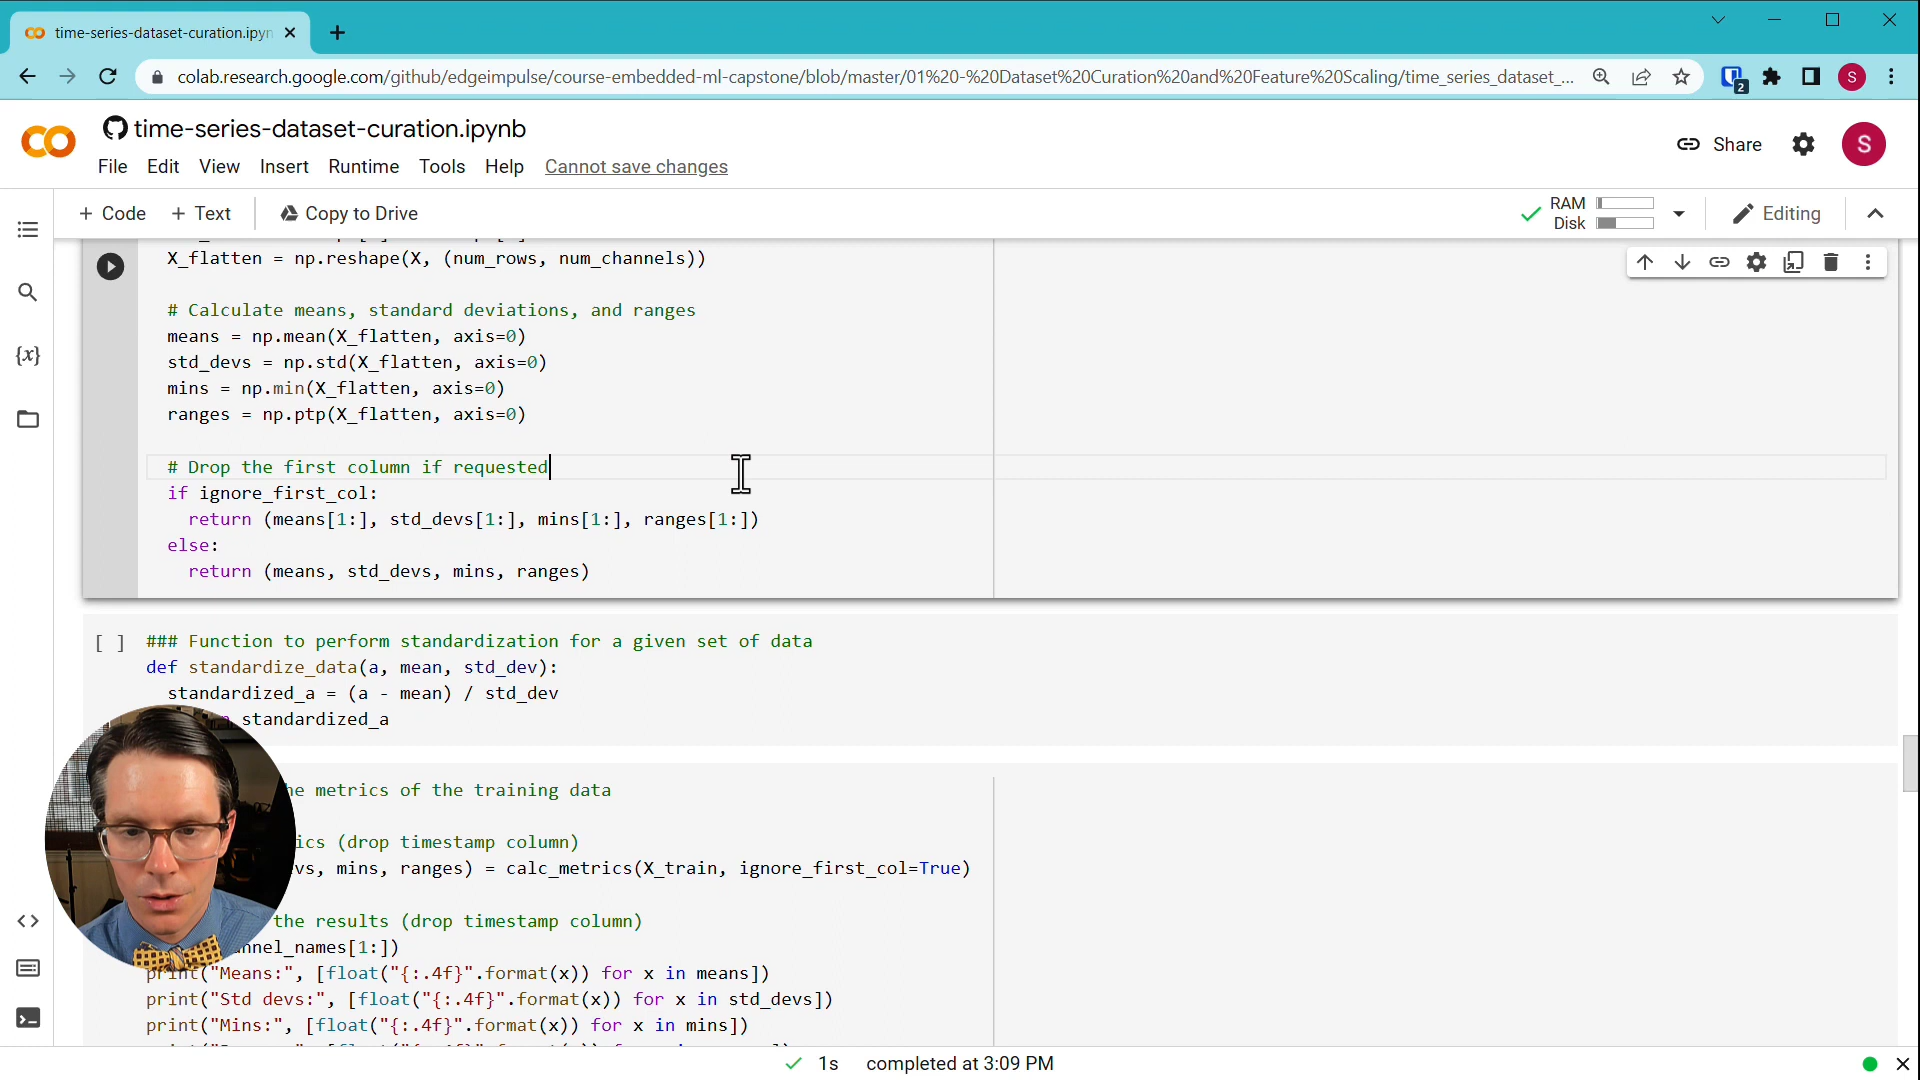 time-series-dataset-curation.ipyn
colab.research.google.com/github/edgeimpulse/course-embedded-ml-capstone/blob/master/01%20-%20Dataset%20Curation%20and%20Feature%20Scaling/time_series_dataset_...
2
S
time-series-dataset-curation.ipynb
Share
S
File Edit View Insert Runtime Tools Help Cannot save changes
+ Code + Text Copy to Drive
RAM
Disk
Editing
X_flatten = np.reshape(X, (num_rows, num_channels))
# Calculate means, standard deviations, and ranges
means = np.mean(X_flatten, axis=0)
std_devs = np.std(X_flatten, axis=0)
mins = np.min(X_flatten, axis=0)
ranges = np.ptp(X_flatten, axis=0)
# Drop the first column if requested
if ignore_first_col:
return (means[1:], std_devs[1:], mins[1:], ranges[1:])
else:
return (means, std_devs, mins, ranges)
[ ] ### Function to perform standardization for a given set of data
def standardize_data(a, mean, std_dev):
standardized_a = (a - mean) / std_dev
standardized_a
metrics of the training data
(drop timestamp column)
mins, ranges) = calc_metrics(X_train, ignore_first_col=True)
the results (drop timestamp column)
nnel_names[1:])
print("Means:", [float("{:.4f}".format(x)) for x in means])
print("Std devs:", [float("{:.4f}".format(x)) for x in std_devs])
print("Mins:", [float("{:.4f}".format(x)) for x in mins])
1s completed at 3:09 PM